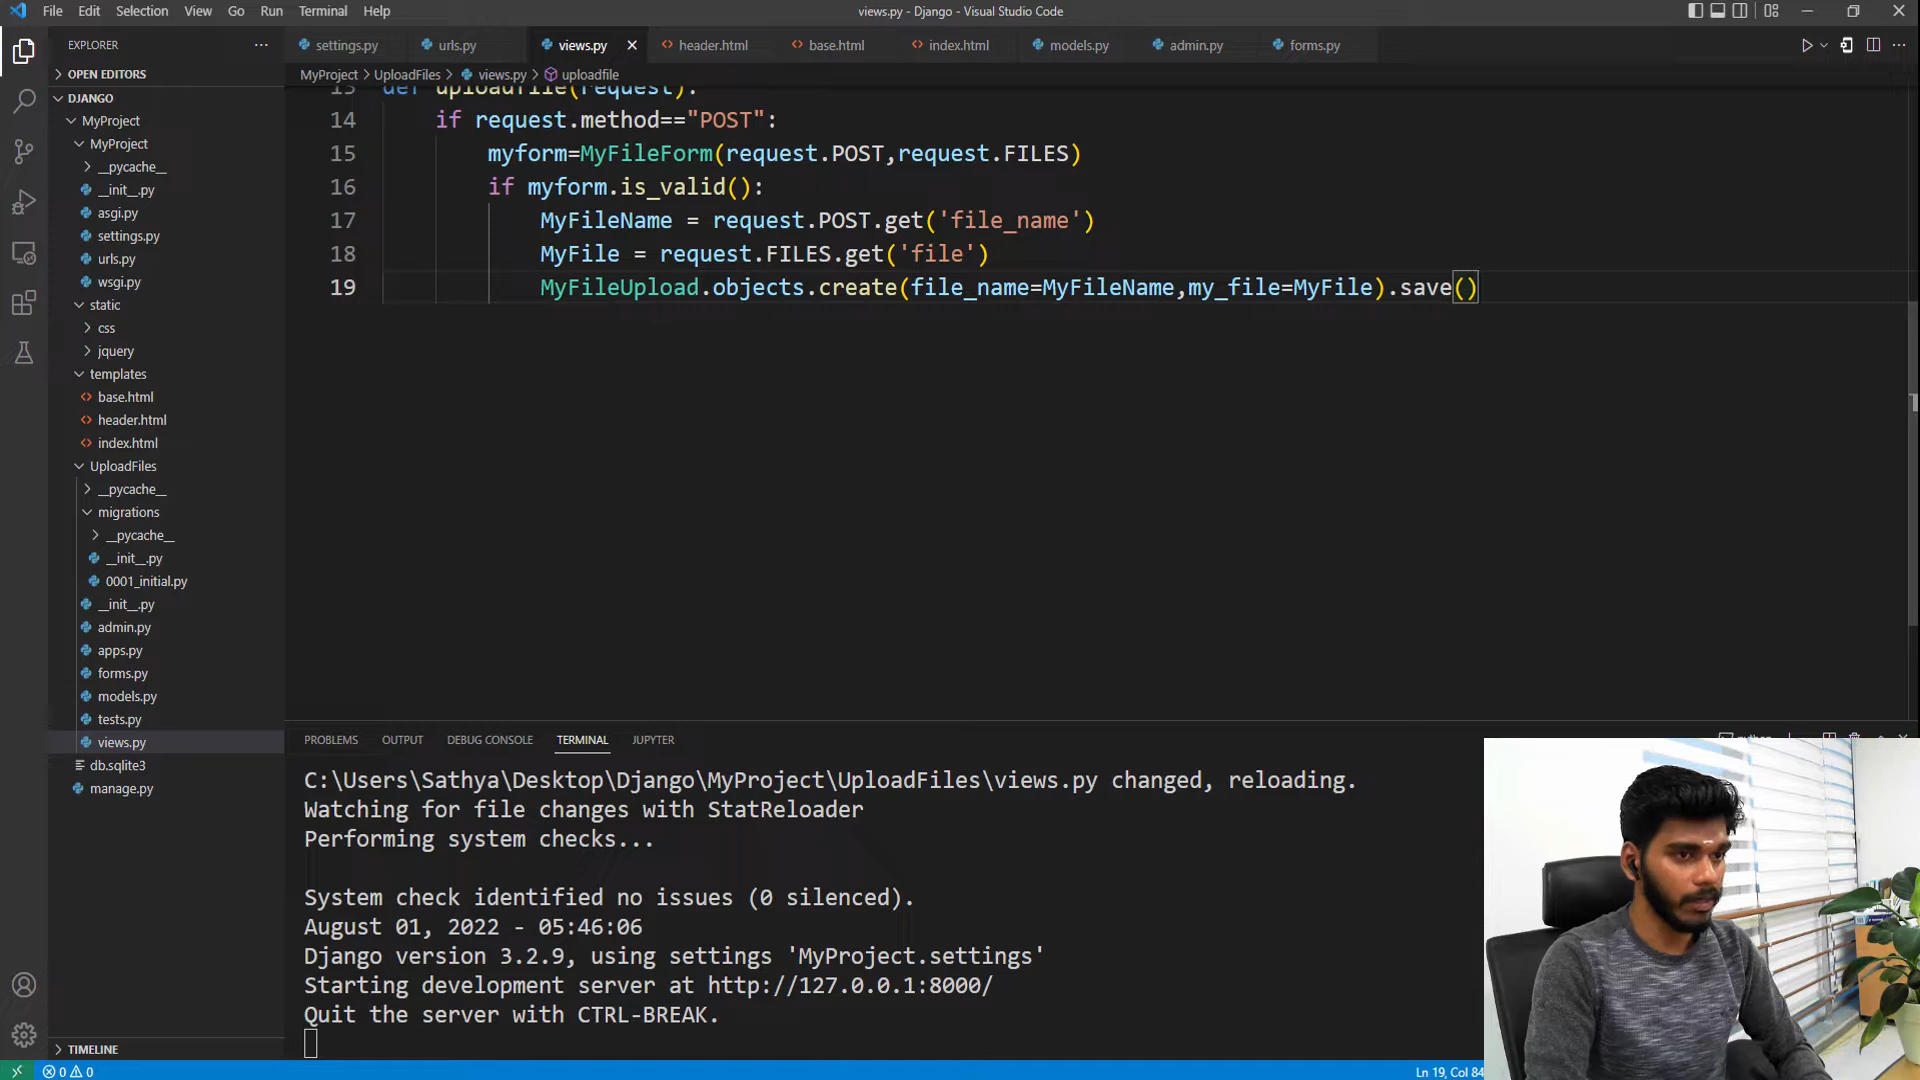 File Edit Selection View Go Run Terminal Help
views.py - Django - Visual Studio Code
EXPLORER
settings.py urls.py views.py header.html base.html index.html models.py admin.py forms.py
OPEN EDITORS
MyProject > UploadFiles > views.py > uploadfile
DJANGO
MyProject
MyProject
__pycache__
__init__.py
asgi.py
settings.py
urls.py
wsgi.py
static
css
jquery
templates
base.html
header.html
index.html
UploadFiles
__pycache__
migrations
__pycache__
__init__.py
0001_initial.py
__init__.py
admin.py
apps.py
forms.py
models.py
tests.py
views.py
db.sqlite3
manage.py
TIMELINE
13 def uploadfile(request):
14 if request.method=="POST":
15 myform=MyFileForm(request.POST,request.FILES)
16 if myform.is_valid():
17 MyFileName = request.POST.get('file_name')
18 MyFile = request.FILES.get('file')
19 MyFileUpload.objects.create(file_name=MyFileName,my_file=MyFile).save()
PROBLEMS OUTPUT DEBUG CONSOLE TERMINAL JUPYTER
C:\Users\Sathya\Desktop\Django\MyProject\UploadFiles\views.py changed, reloading.
Watching for file changes with StatReloader
Performing system checks...
System check identified no issues (0 silenced).
August 01, 2022 - 05:46:06
Django version 3.2.9, using settings 'MyProject.settings'
Starting development server at http://127.0.0.1:8000/
Quit the server with CTRL-BREAK.
0 0
Ln 19, Col 84